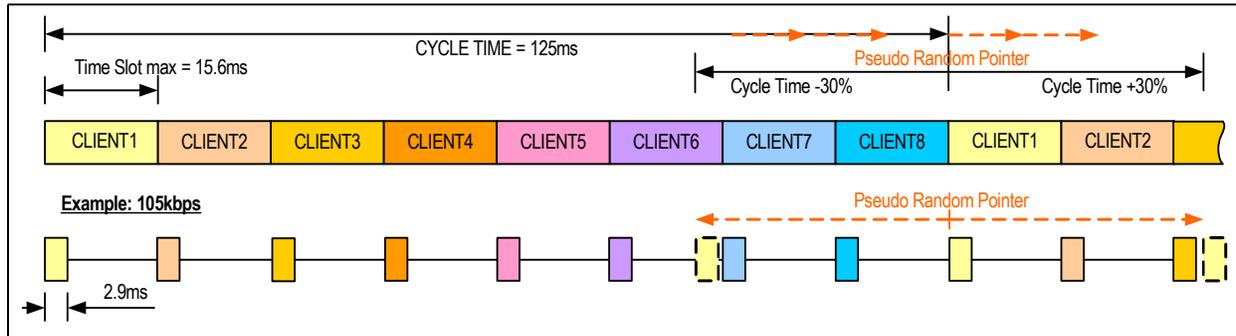 CYCLE TIME = 125ms
Time Slot max = 15.6ms
Pseudo Random Pointer
Cycle Time -30%
Cycle Time +30%
CLIENT1 CLIENT2 CLIENT3 CLIENT4 CLIENT5 CLIENT6 CLIENT7 CLIENT8 CLIENT1 CLIENT2
Example: 105kbps
Pseudo Random Pointer
2.9ms